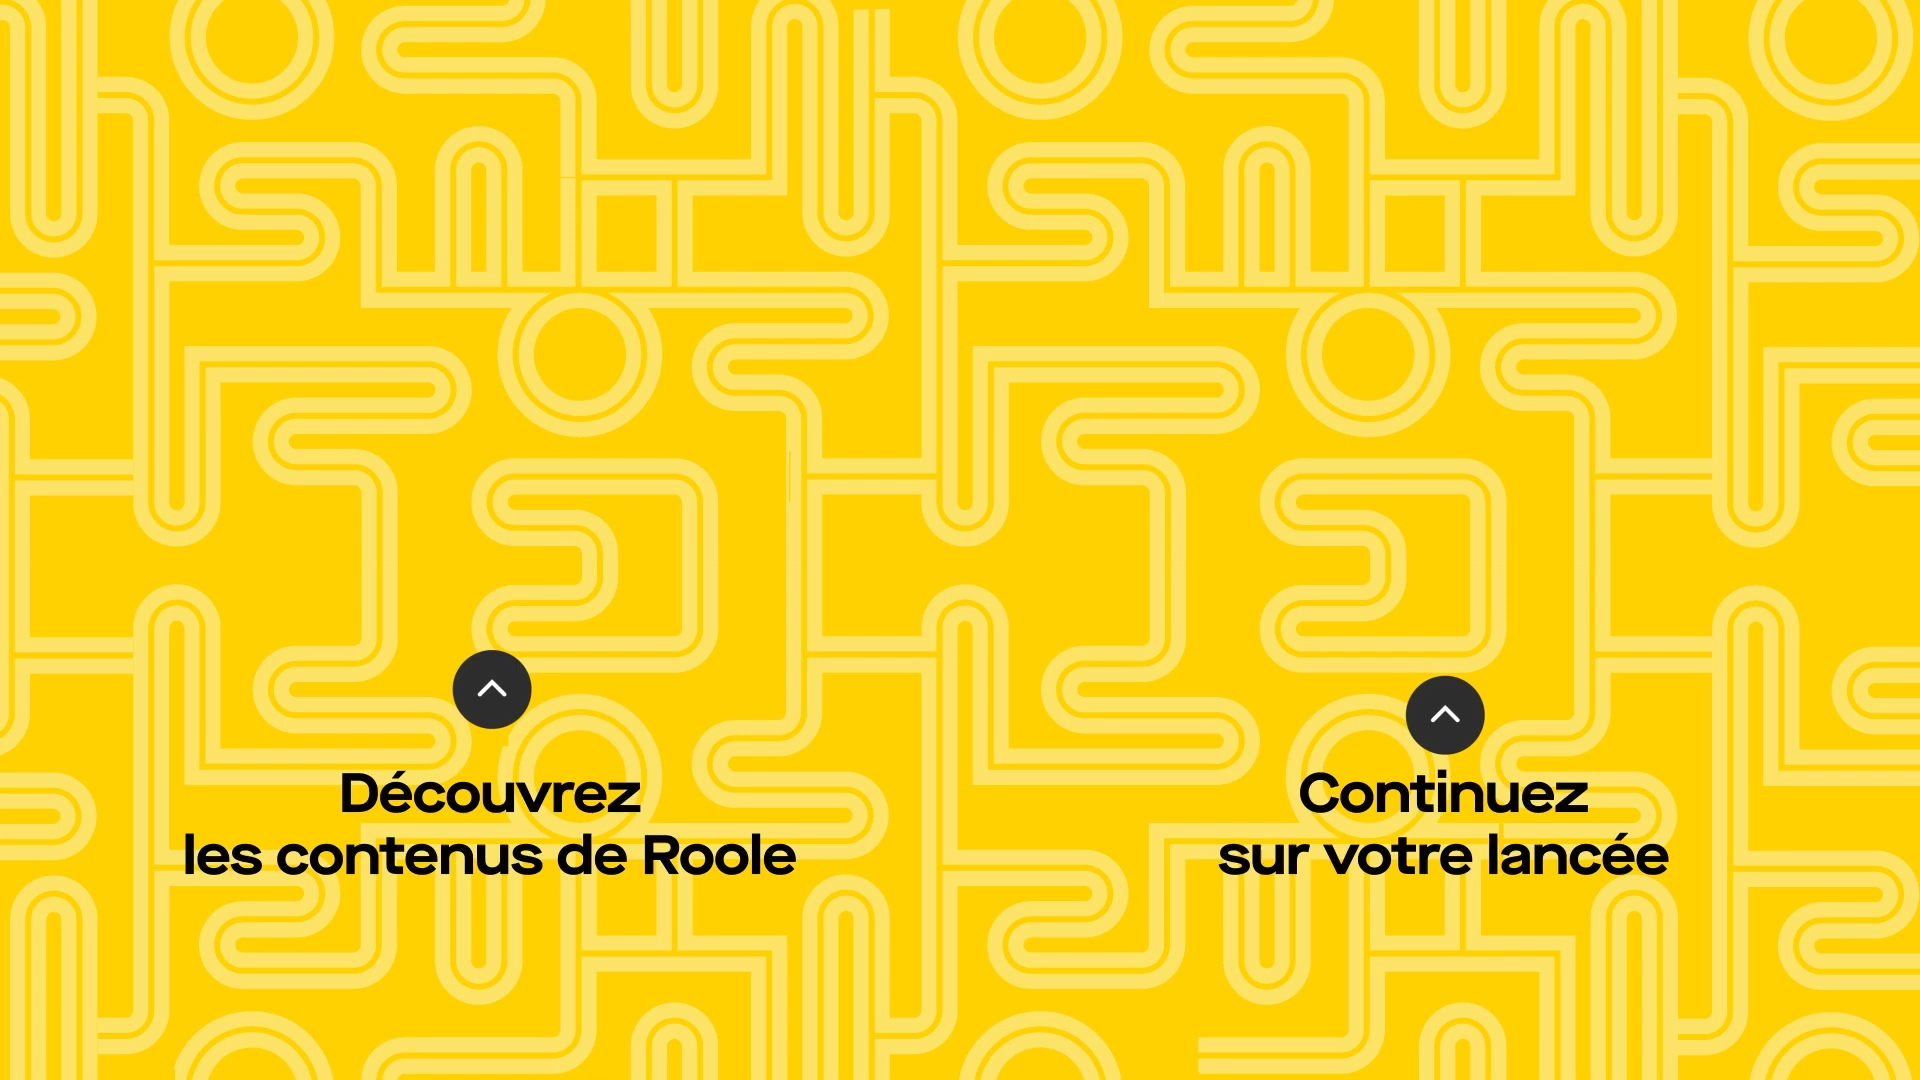 Découvrez
les contenus de Roole
Continuez
sur votre lancée